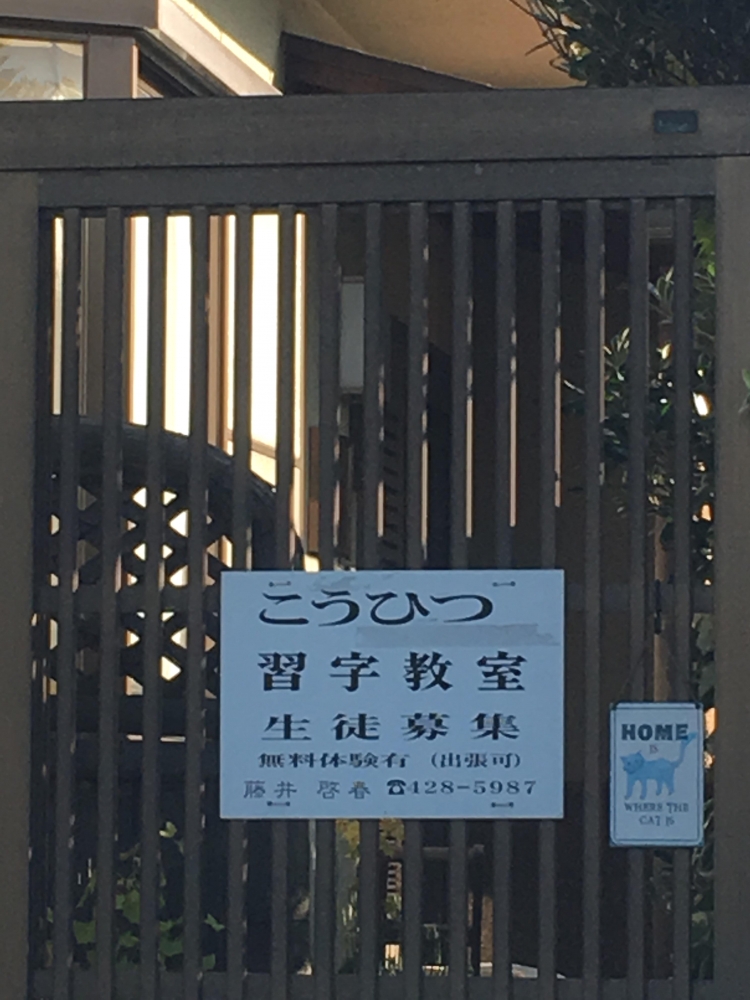 こうひつ
習字教室
生徒募集
無料体験有 (出張可)
藤井 啓春 ☎428-5987
HOME
IS
WHERE THE
CAT IS